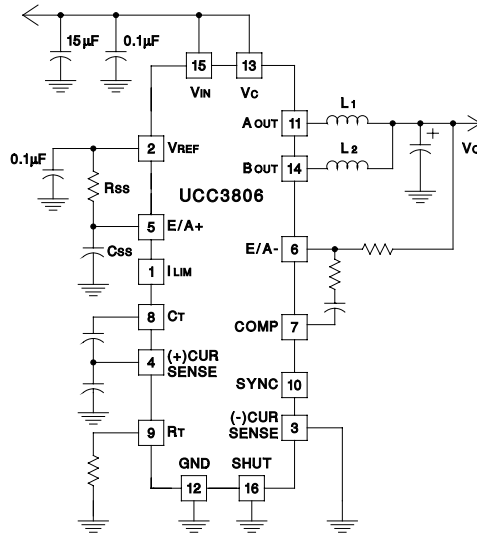 15µF
0.1µF
15
13
VIN
VC
AOUT
11
L1
0.1µF
2
VREF
BOUT
14
L2
RSS
UCC3806
5
E/A+
E/A-
6
CSS
1
ILIM
8
CT
COMP
7
4
(+)CUR
SENSE
SYNC
10
(-)CUR
SENSE
3
9
RT
GND
SHUT
12
16